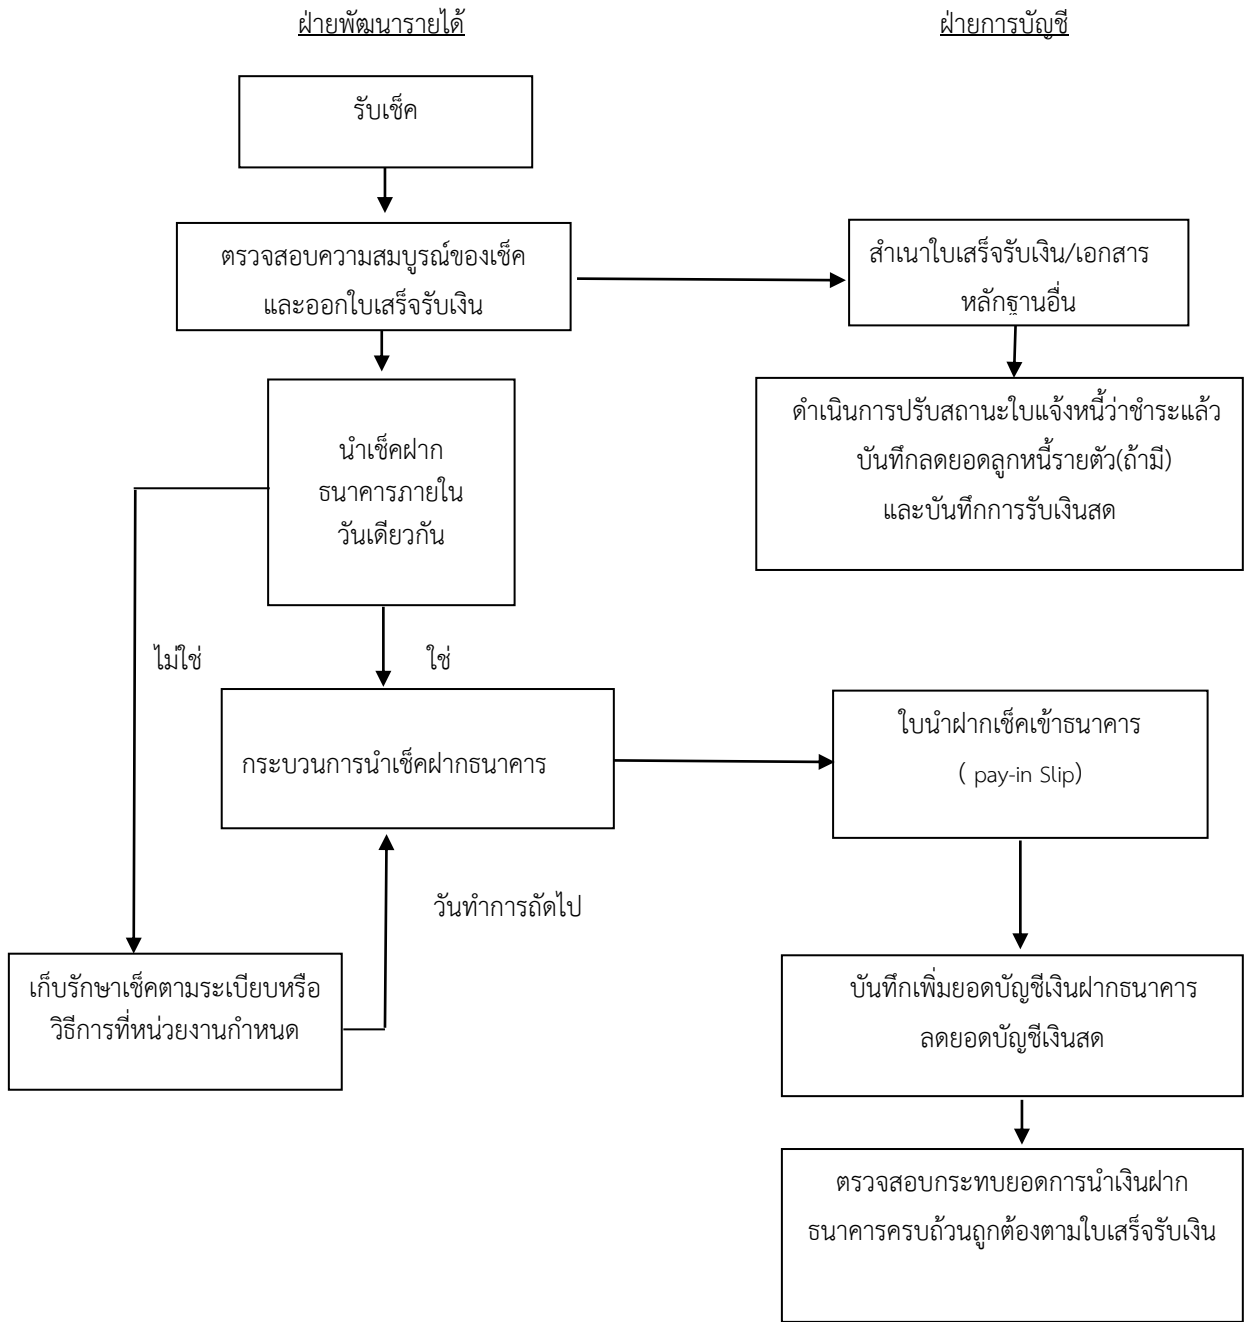 ฝ่ายพัฒนารายได้
ฝ่ายการบัญชี
รับเช็ค
ตรวจสอบความสมบูรณ์ของเช็ค
และออกใบเสร็จรับเงิน
สำเนาใบเสร็จรับเงิน/เอกสาร
หลักฐานอื่น
นำเช็คฝาก
ธนาคารภายใน
วันเดียวกัน
ดำเนินการปรับสถานะใบแจ้งหนี้ว่าชำระแล้ว
บันทึกลดยอดลูกหนี้รายตัว(ถ้ามี)
และบันทึกการรับเงินสด
ไม่ใช่
ใช่
กระบวนการนำเช็คฝากธนาคาร
ใบนำฝากเช็คเข้าธนาคาร
( pay-in Slip)
วันทำการถัดไป
เก็บรักษาเช็คตามระเบียบหรือ
วิธีการที่หน่วยงานกำหนด
บันทึกเพิ่มยอดบัญชีเงินฝากธนาคาร
ลดยอดบัญชีเงินสด
ตรวจสอบกระทบยอดการนำเงินฝาก
ธนาคารครบถ้วนถูกต้องตามใบเสร็จรับเงิน